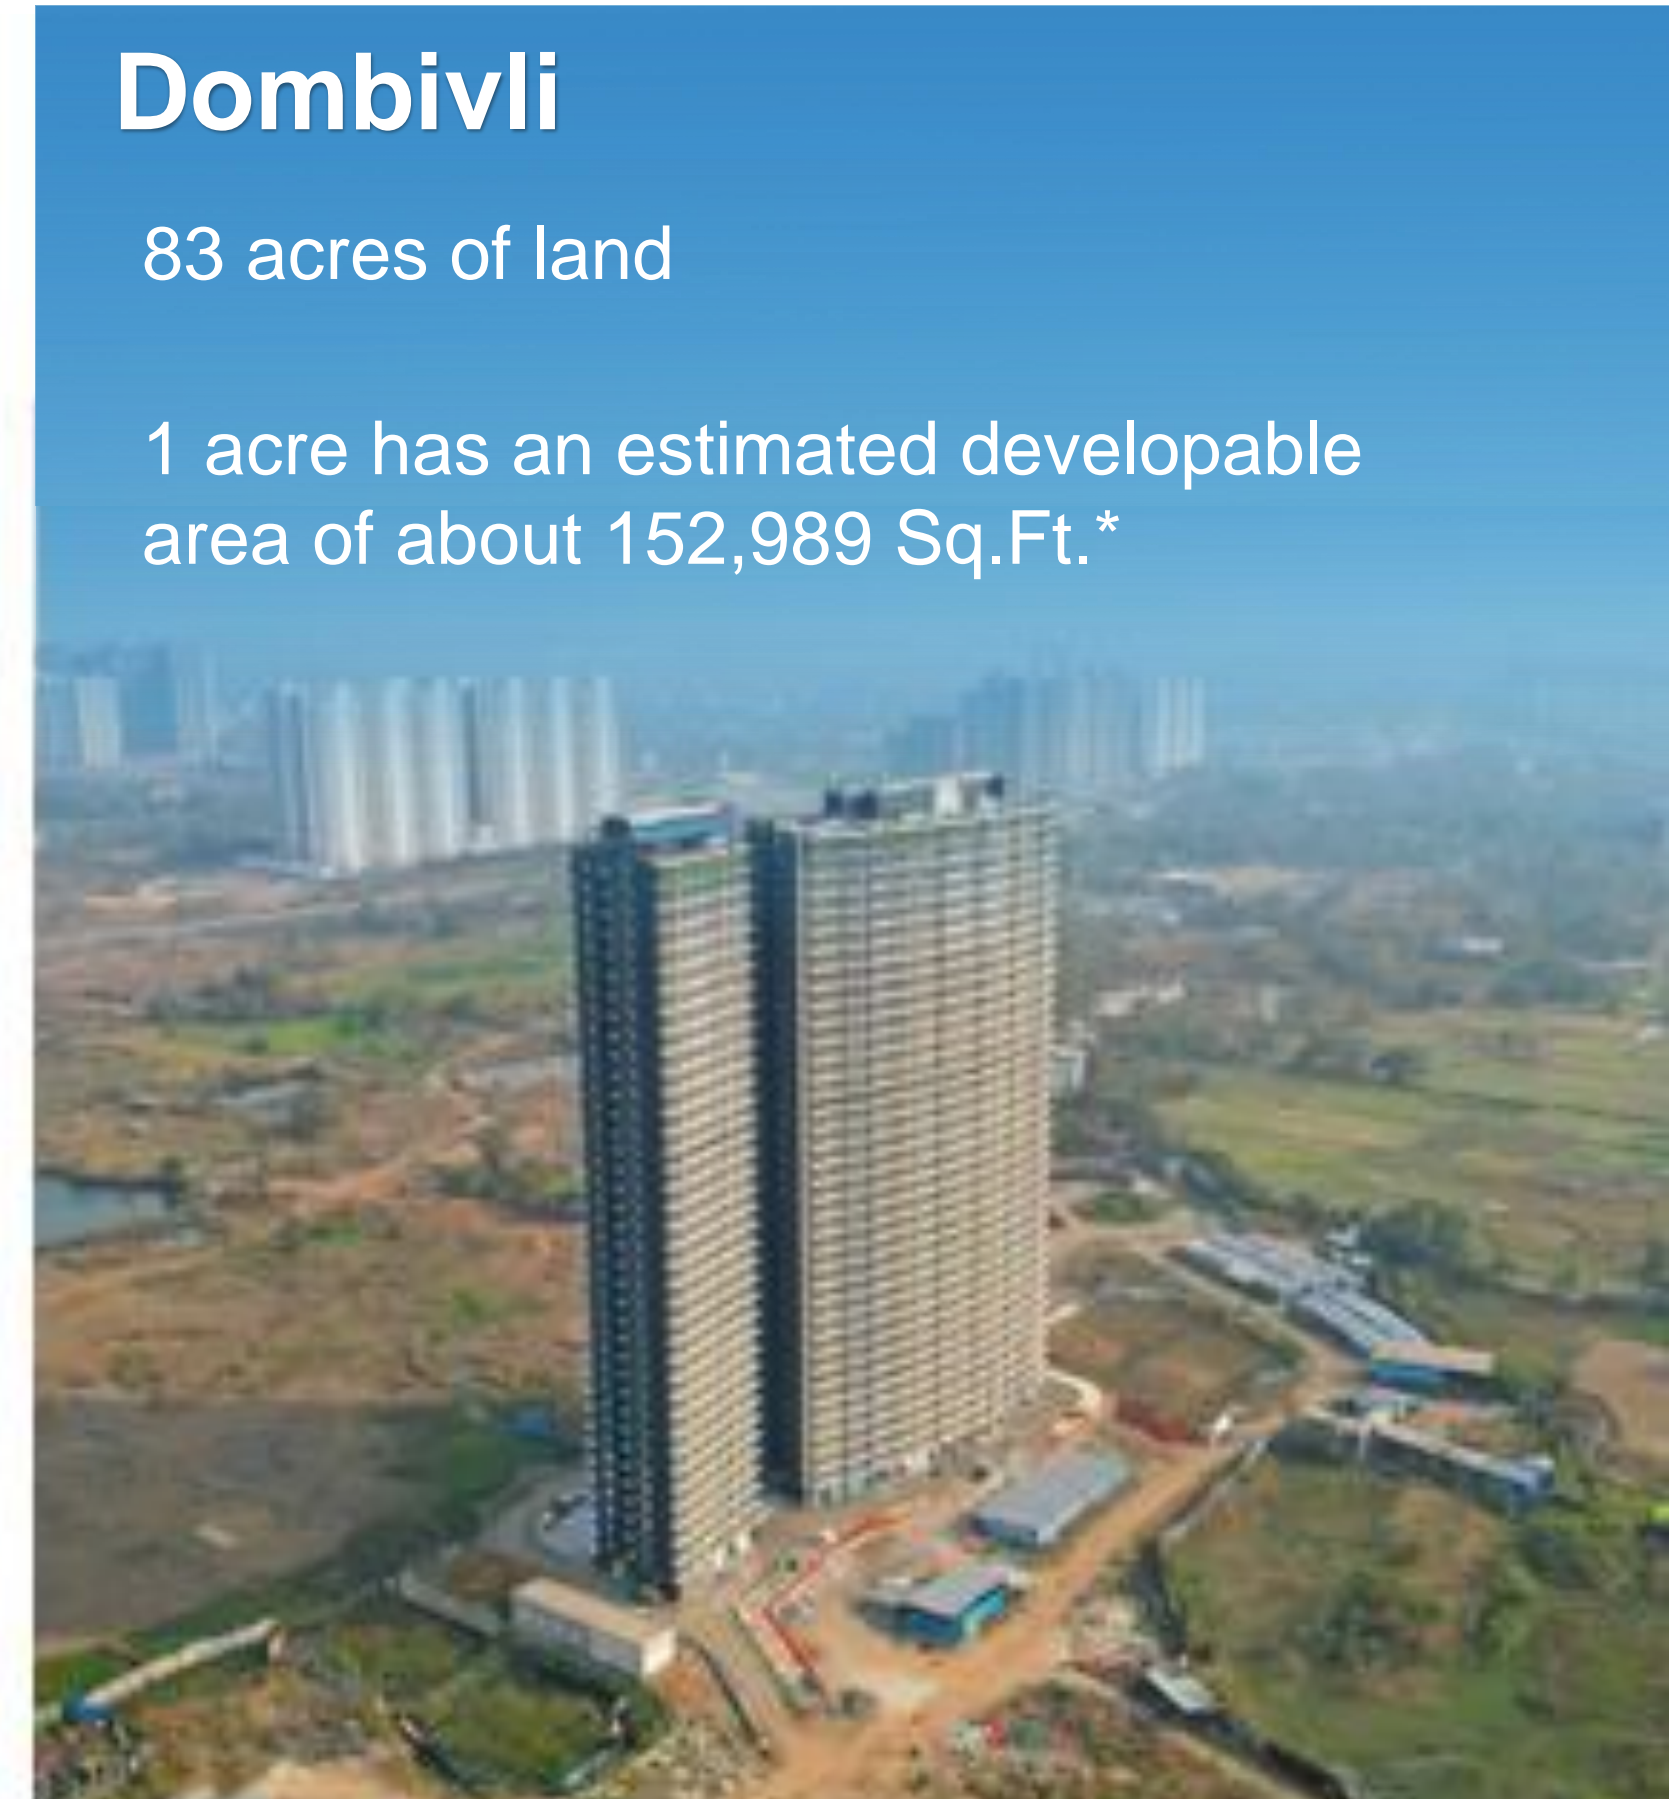 Dombivli
83 acres of land
1 acre has an estimated developable
area of about 152,989 Sq.Ft.*